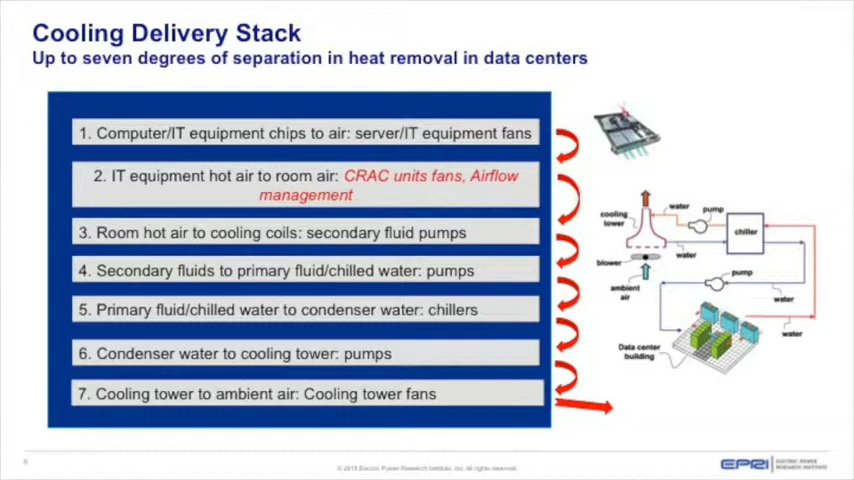 Cooling Delivery Stack
Up to seven degrees of separation in heat removal in data centers
1. Computer/IT equipment chips to air: server/IT equipment fans
2. IT equipment hot air to room air: CRAC units fans, Airflow
management
3. Room hot air to cooling coils: secondary fluid pumps
4. Secondary fluids to primary fluid/chilled water: pumps
5. Primary fluid/chilled water to condenser water: chillers
6. Condenser water to cooling tower: pumps
7. Cooling tower to ambient air: Cooling tower fans
water
pump
cooling
tower
chiller
water
blower
pump
ambient
air
water
water
Data center
building
6
© 2015 Electric Power Research Institute, Inc. All rights reserved.
EPRI
ELECTRIC POWER
RESEARCH INSTITUTE